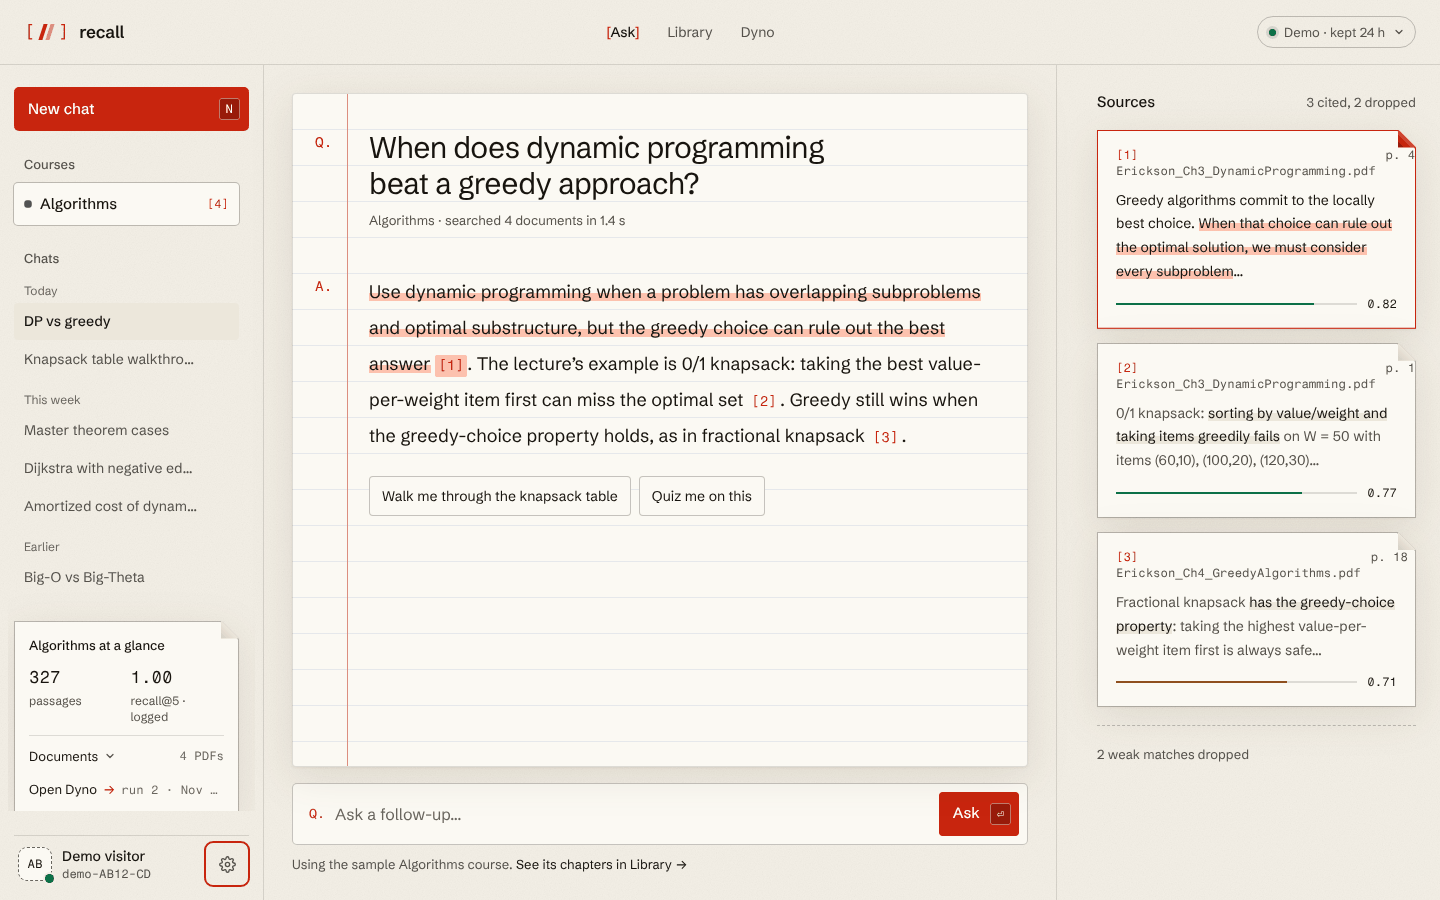 [//] recall
[Ask] Library Dyno
Demo · kept 24 h
New chat N
Courses
Algorithms [4]
Chats
Today
DP vs greedy
Knapsack table walkthro...
This week
Master theorem cases
Dijkstra with negative ed...
Amortized cost of dynam...
Earlier
Big-O vs Big-Theta
Algorithms at a glance
327 1.00
passages recall@5 ·
logged
Documents 4 PDFs
Open Dyno → run 2 · Nov …
AB Demo visitor
demo-AB12-CD
Q. When does dynamic programming
beat a greedy approach?
Algorithms · searched 4 documents in 1.4 s
A. Use dynamic programming when a problem has overlapping subproblems
and optimal substructure, but the greedy choice can rule out the best
answer [1]. The lecture’s example is 0/1 knapsack: taking the best value-
per-weight item first can miss the optimal set [2]. Greedy still wins when
the greedy-choice property holds, as in fractional knapsack [3].
Walk me through the knapsack table Quiz me on this
Q. Ask a follow-up... Ask ⏎
Using the sample Algorithms course. See its chapters in Library →
Sources 3 cited, 2 dropped
[1] p. 4
Erickson_Ch3_DynamicProgramming.pdf
Greedy algorithms commit to the locally
best choice. When that choice can rule out
the optimal solution, we must consider
every subproblem...
0.82
[2] p. 1
Erickson_Ch3_DynamicProgramming.pdf
0/1 knapsack: sorting by value/weight and
taking items greedily fails on W = 50 with
items (60,10), (100,20), (120,30)...
0.77
[3] p. 18
Erickson_Ch4_GreedyAlgorithms.pdf
Fractional knapsack has the greedy-choice
property: taking the highest value-per-
weight item first is always safe...
0.71
2 weak matches dropped